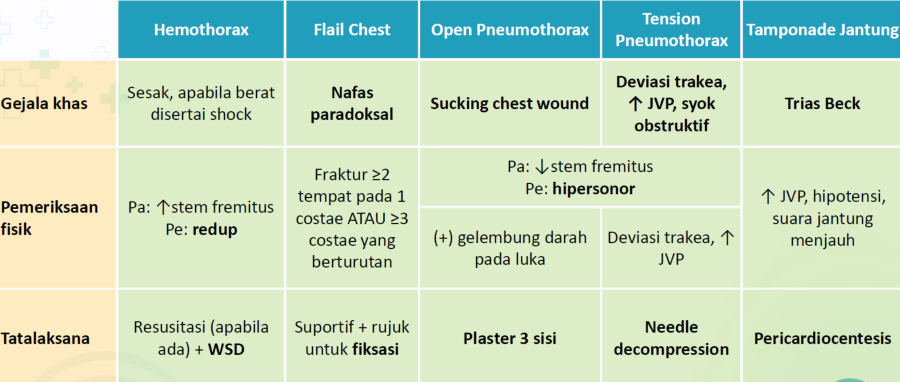 Hemothorax
Flail Chest
Open Pneumothorax
Tension
Pneumothorax
Tamponade Jantung
Gejala khas
Sesak, apabila berat
disertai shock
Nafas
paradoksal
Sucking chest wound
Deviasi trakea,
↑ JVP, syok
obstruktif
Trias Beck
Pemeriksaan
fisik
Pa: ↑stem fremitus
Pe: redup
Fraktur ≥2
tempat pada 1
costae ATAU ≥3
costae yang
berturutan
Pa: ↓stem fremitus
Pe: hipersonor
(+) gelembung darah
pada luka
Deviasi trakea, ↑
JVP
↑ JVP, hipotensi,
suara jantung
menjauh
Tatalaksana
Resusitasi (apabila
ada) + WSD
Suportif + rujuk
untuk fiksasi
Plaster 3 sisi
Needle
decompression
Pericardiocentesis